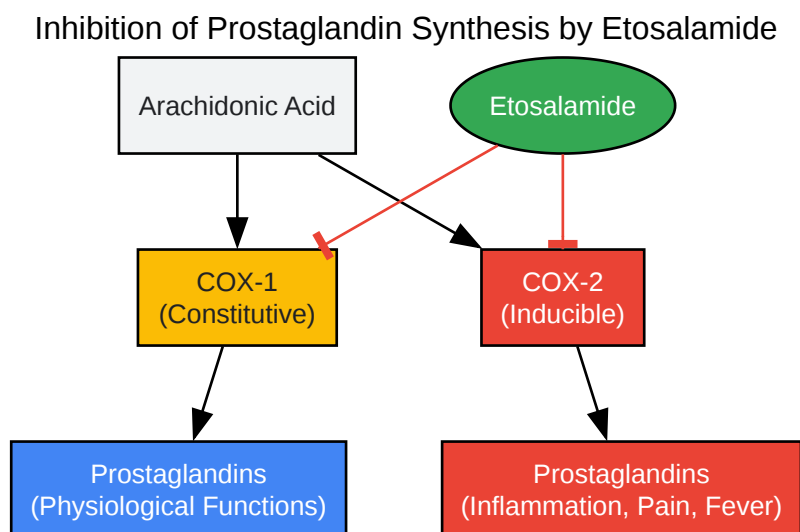 Inhibition of Prostaglandin Synthesis by Etosalamide
Arachidonic Acid
Etosalamide
COX-1
(Constitutive)
COX-2
(Inducible)
Prostaglandins
(Physiological Functions)
Prostaglandins
(Inflammation, Pain, Fever)